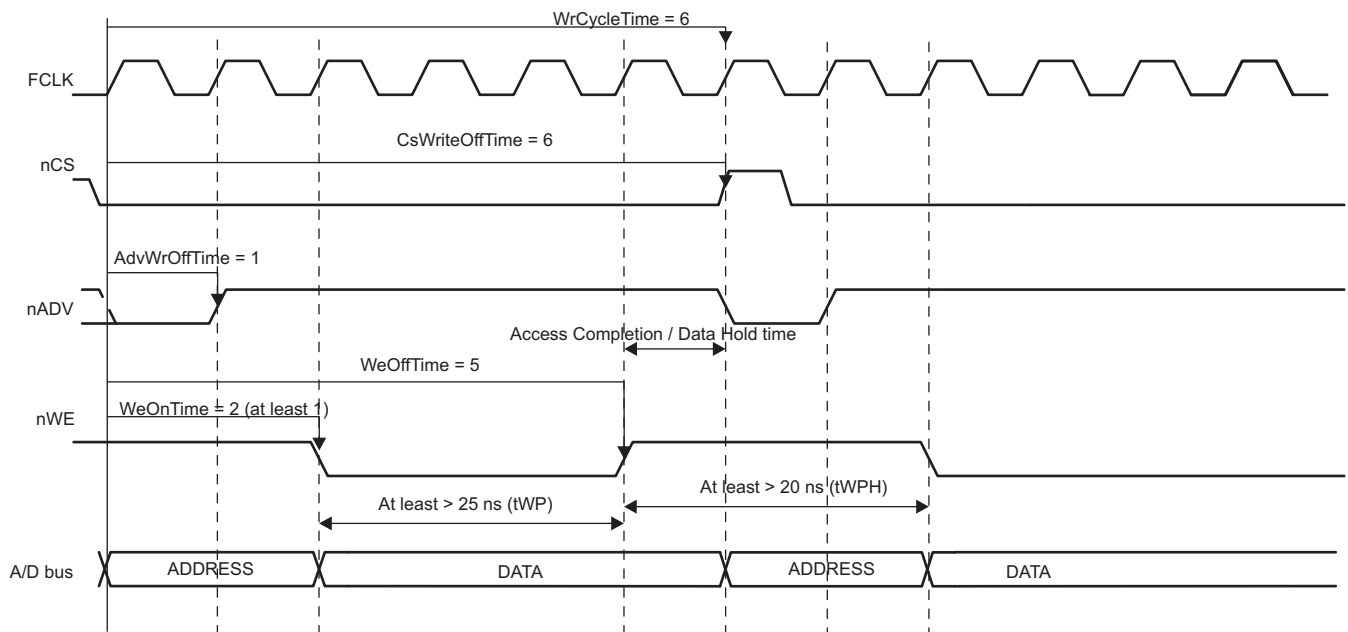 WrCycleTime = 6
FCLK
CsWriteOffTime = 6
nCS
AdvWrOffTime = 1
nADV
Access Completion / Data Hold time
WeOffTime = 5
WeOnTime = 2 (at least 1)
nWE
At least > 20 ns (tWPH)
At least > 25 ns (tWP)
A/D bus ADDRESS DATA ADDRESS DATA